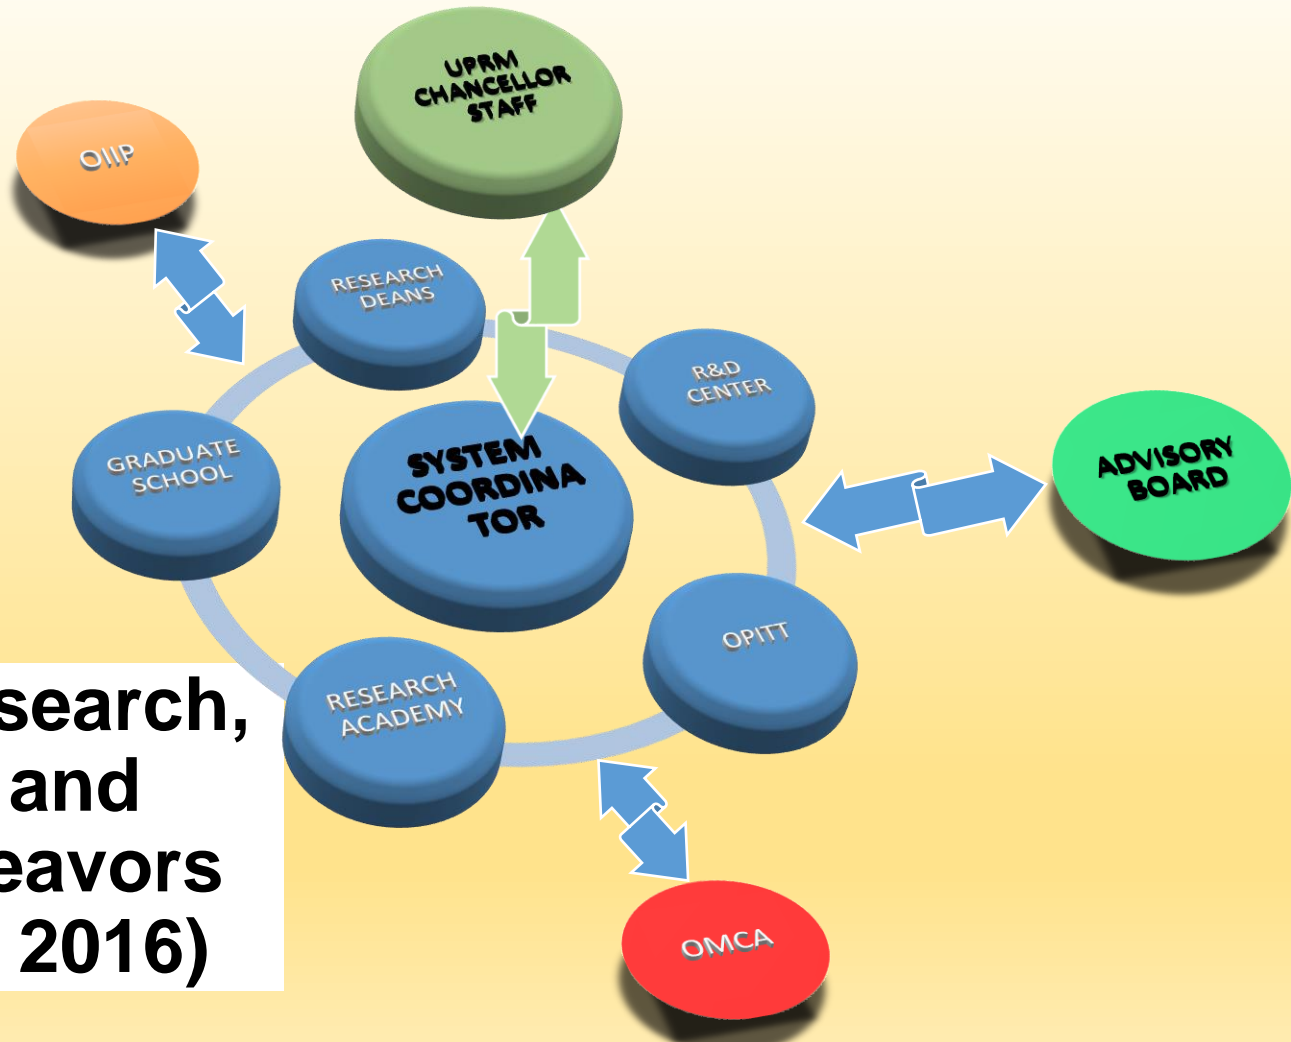 UPRM
CHANCELLOR
STAFF
OIIP
RESEARCH
DEANS
R&D
CENTER
GRADUATE
SCHOOL
SYSTEM
COORDINA
TOR
ADVISORY
BOARD
OPITT
RESEARCH
ACADEMY
search,
and
eavors
2016)
OMCA